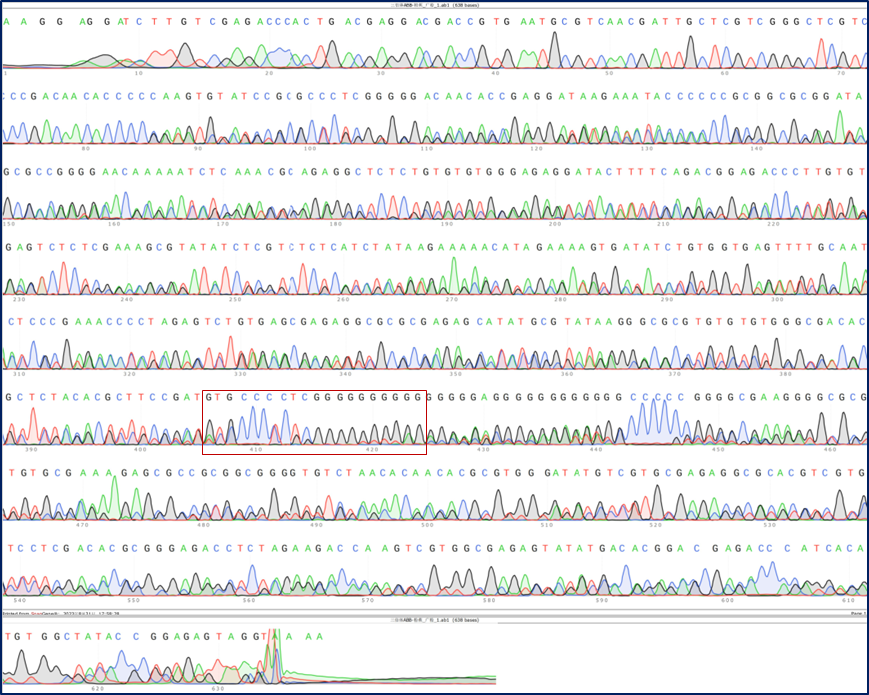 A A G G A G G A T C T T G T C G A G A C C C A C T G A C G A G G A C G A C C G T G A A T G C G T C A A C G A T T G C T C G T C G G G C T C G T C
1 10 20 30 40 50 60 70
C C C G A C A A C A C C C C C C A A G T G T A T C C G C G C C C T C G G G G G A C A A C A C C G A G G A T A A G A A A T A C C C C C C G C G G C G C G G A T A
80 90 100 110 120 130 140
G C G C C G G G G A A C A A A A A T C T C A A A C G C A G A G G C T C T C T G T G T G T G G G A G A G G A T A C T T T T T C A G A C G G A G A C C C T T G T G T
150 160 170 180 190 200 210 220
G A G T C T C T C G A A A G C G T A T A T C T C G T C T C T C A T C T A T A A G A A A A A A C A T A G A A A A G T G A T A T C T G T G G T G A G T T T T G C A A T
230 240 250 260 270 280 290 300
C T C C C G A A A C C C C T A G A G T C T G T G A G C G A G A G C G C G C G A G A G C A T A T G C G T A T A A G G G C G C G T G T G T G T G G G C G A C A C
310 320 330 340 350 360 370 380
G C T C T A C A C G C T T C C G A T G T G C C C C T C G G G G G G G G G G G G G G G A G G G G G G G G G G G G G C C C C C G G G G C G A A G G G G C G C G
390 400 410 420 430 440 450 460
T G T G C G A A A G A G C G C C G C G G C G G G G T G T C T A A C A C A A C A C G C G T G G G A T A T G T C G T G C G A G A G G C G C A C G T C G T G
470 480 490 500 510 520 530
T C C T C G A C A C G C G G G A G A C C T C T A G A A G A C C A A G T C G T G G C G A G A G T A T A T G A C A C G G A C G A G A C C C A T C A C A
540 550 560 570 580 590 600 610
T G T G G C T A T A C C G G A G A G T A G G T A A A A
620 630